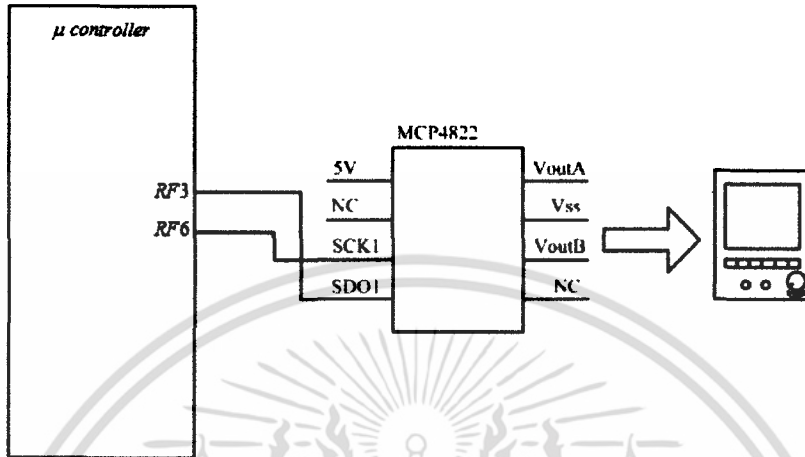 μ controller
MCP4822
5V
VoutA
RF3
NC
Vss
RF6
SCK1
VoutB
SDO1
NC